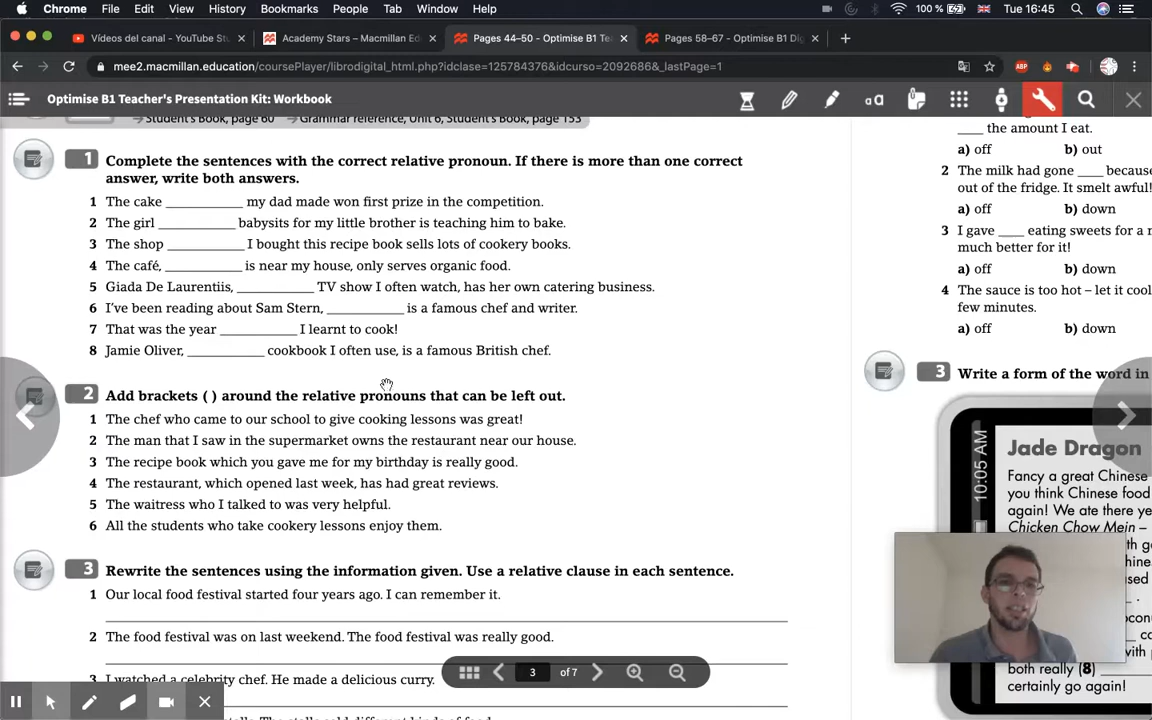 Chrome File Edit View History Bookmarks People Tab Window Help 100 % Tue 16:45
Vídeos del canal - YouTube Stu
Academy Stars – Macmillan Ed
Pages 44–50 - Optimise B1 Tea
Pages 58–67 - Optimise B1 Dig
mee2.macmillan.education/coursePlayer/librodigital_html.php?idclase=125784376&idcurso=2092686&_lastPage=1
ABP
Optimise B1 Teacher's Presentation Kit: Workbook
aa
→Student's Book, page 60 →Grammar reference, Unit 6, Student's Book, page 153
1 Complete the sentences with the correct relative pronoun. If there is more than one correct
answer, write both answers.
1 The cake __________ my dad made won first prize in the competition.
2 The girl __________ babysits for my little brother is teaching him to bake.
3 The shop __________ I bought this recipe book sells lots of cookery books.
4 The café, __________ is near my house, only serves organic food.
5 Giada De Laurentiis, __________ TV show I often watch, has her own catering business.
6 I've been reading about Sam Stern, __________ is a famous chef and writer.
7 That was the year __________ I learnt to cook!
8 Jamie Oliver, __________ cookbook I often use, is a famous British chef.
2 Add brackets ( ) around the relative pronouns that can be left out.
1 The chef who came to our school to give cooking lessons was great!
2 The man that I saw in the supermarket owns the restaurant near our house.
3 The recipe book which you gave me for my birthday is really good.
4 The restaurant, which opened last week, has had great reviews.
5 The waitress who I talked to was very helpful.
6 All the students who take cookery lessons enjoy them.
3 Rewrite the sentences using the information given. Use a relative clause in each sentence.
1 Our local food festival started four years ago. I can remember it.
2 The food festival was on last weekend. The food festival was really good.
3 I watched a celebrity chef. He made a delicious curry.
3 of 7
____ the amount I eat.
a) off b) out
2 The milk had gone ____ because
out of the fridge. It smelt awful!
a) off b) down
3 I gave ____ eating sweets for a
much better for it!
a) off b) down
4 The sauce is too hot – let it cool
few minutes.
a) off b) down
3 Write a form of the word in
10:05 AM
Jade Dragon
Fancy a great Chinese
you think Chinese food
again! We ate there ye
Chicken Chow Mein –
both really (8)
certainly go again!